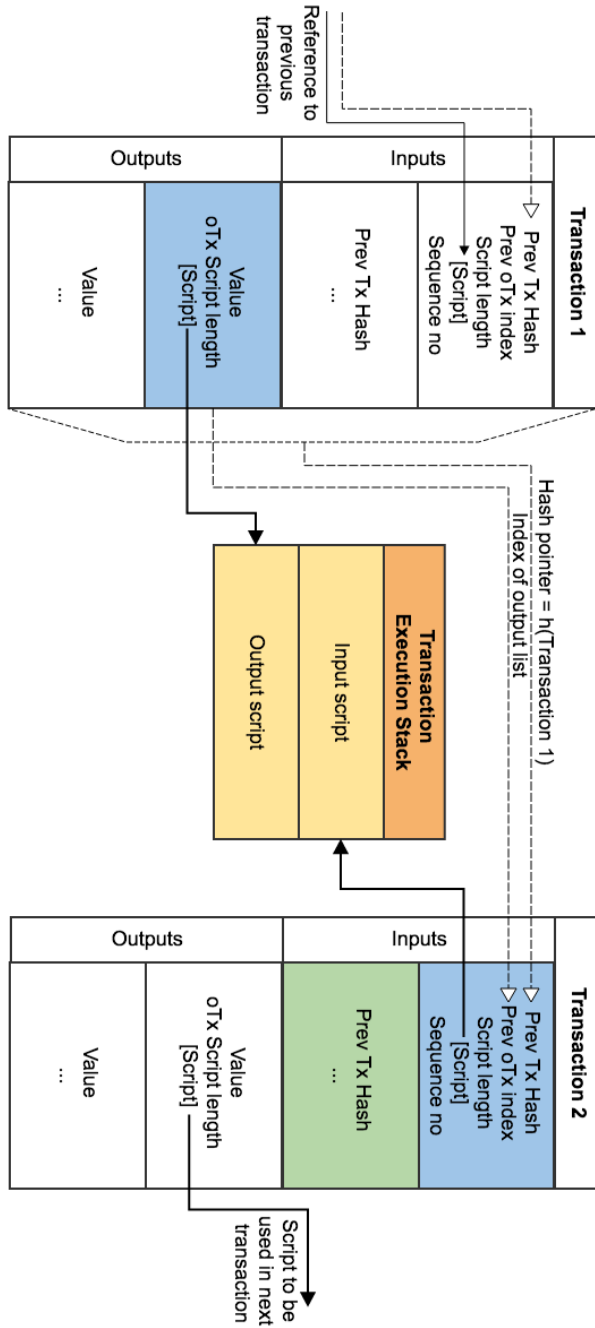 Reference to
previous
transaction
Transaction 1
Inputs
Prev Tx Hash
Prev oTx index
Script length
[Script]
Sequence no
Prev Tx Hash
...
Outputs
Value
oTx Script length
[Script]
Value
...
Hash pointer = h(Transaction 1)
Index of output list
Transaction
Execution Stack
Input script
Output script
Transaction 2
Inputs
Prev Tx Hash
Prev oTx index
Script length
[Script]
Sequence no
Prev Tx Hash
...
Outputs
Value
oTx Script length
[Script]
Value
...
Script to be
used in next
transaction